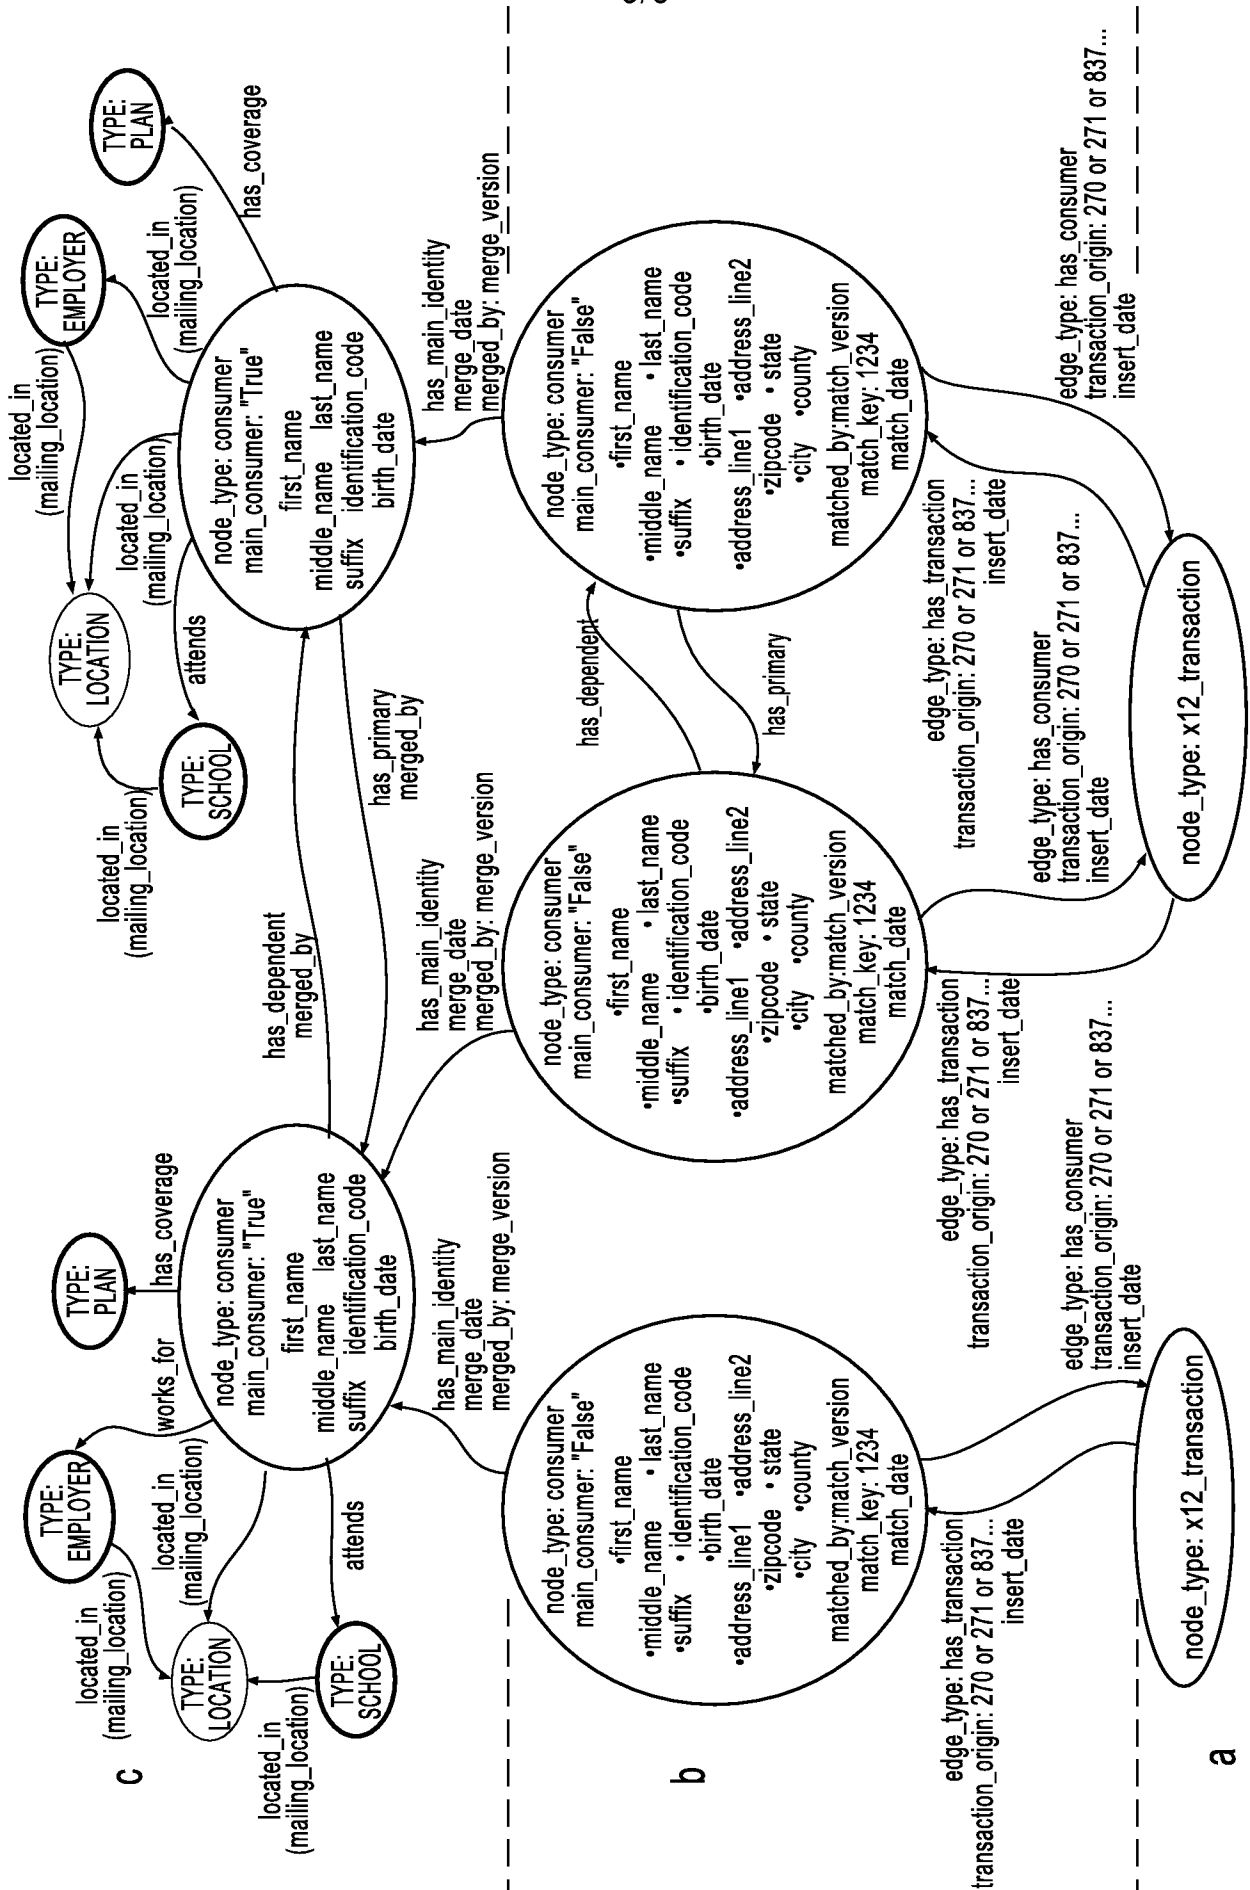 c
located_in
(mailing_location)
TYPE:
EMPLOYER
works_for
TYPE:
PLAN
has_coverage
located_in
(mailing_location)
TYPE:
LOCATION
located_in
(mailing_location)
TYPE:
SCHOOL
attends
node_type: consumer
main_consumer: "True"
first_name
middle_name last_name
suffix identification_code
birth_date
has_dependent
merged_by
has_primary
merged_by
located_in
(mailing_location)
TYPE:
SCHOOL
attends
TYPE:
LOCATION
located_in
(mailing_location)
located_in
(mailing_location)
TYPE:
EMPLOYER
located_in
(mailing_location)
TYPE:
PLAN
has_coverage
node_type: consumer
main_consumer: "True"
first_name
middle_name last_name
suffix identification_code
birth_date
has_main_identity
merge_date
merged_by: merge_version
has_main_identity
merge_date
merged_by: merge_version
has_main_identity
merge_date
merged_by: merge_version
b
node_type: consumer
main_consumer: "False"
•first_name
•middle_name •last_name
•suffix • identification_code
•birth_date
•address_line1 •address_line2
•zipcode • state
•city •county
matched_by:match_version
match_key: 1234
match_date
node_type: consumer
main_consumer: "False"
•first_name
•middle_name • last_name
•suffix • identification_code
•birth_date
•address_line1 •address_line2
•zipcode • state
•city •county
matched_by:match_version
match_key: 1234
match_date
has_dependent
has_primary
node_type: consumer
main_consumer: "False"
•first_name
•middle_name • last_name
•suffix • identification_code
•birth_date
•address_line1 •address_line2
•zipcode • state
•city •county
matched_by:match_version
match_key: 1234
match_date
edge_type: has_transaction
transaction_origin: 270 or 271 or 837...
insert_date
edge_type: has_consumer
transaction_origin: 270 or 271 or 837...
insert_date
edge_type: has_transaction
transaction_origin: 270 or 271 or 837...
insert_date
edge_type: has_consumer
transaction_origin: 270 or 271 or 837...
insert_date
edge_type: has_transaction
transaction_origin: 270 or 271 or 837...
insert_date
edge_type: has_consumer
transaction_origin: 270 or 271 or 837...
insert_date
a
node_type: x12_transaction
node_type: x12_transaction